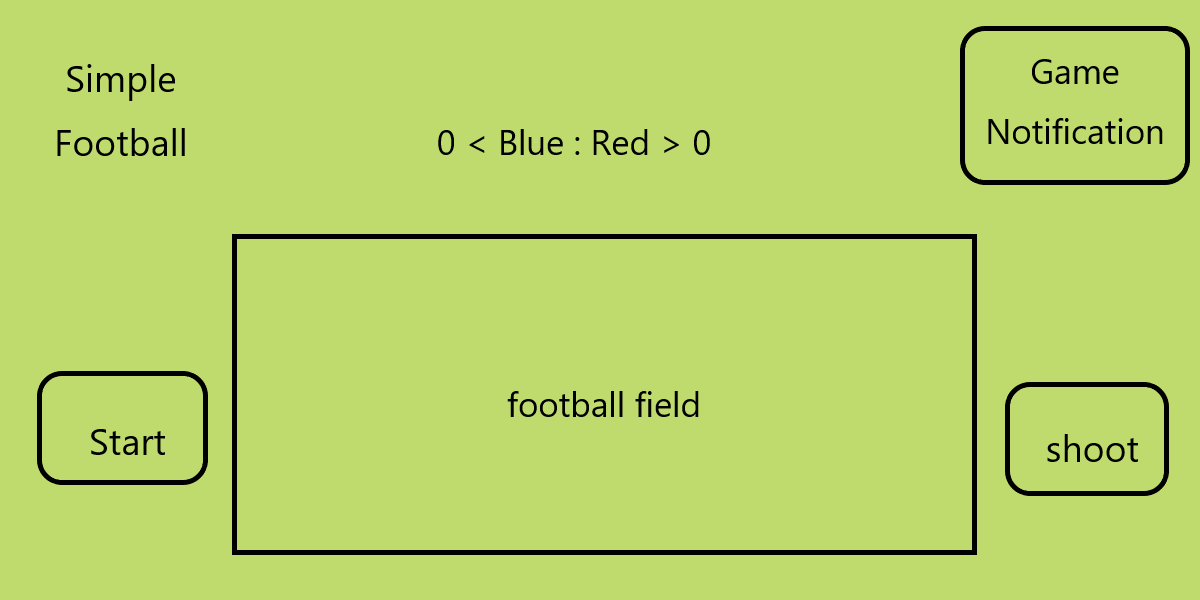 Simple
Football
0 < Blue : Red > 0
Game
Notification
Start
football field
shoot